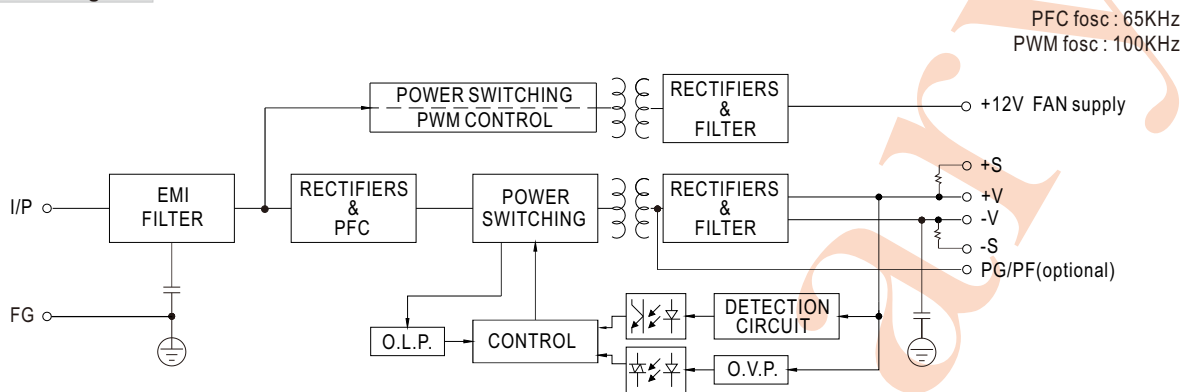 PFC fosc : 65KHz
PWM fosc : 100KHz
POWER SWITCHING
PWM CONTROL
RECTIFIERS
&
FILTER
+12V FAN supply
I/P
EMI
FILTER
RECTIFIERS
&
PFC
POWER
SWITCHING
RECTIFIERS
&
FILTER
+S
+V
-V
-S
PG/PF(optional)
FG
O.L.P.
CONTROL
DETECTION
CIRCUIT
O.V.P.
ary